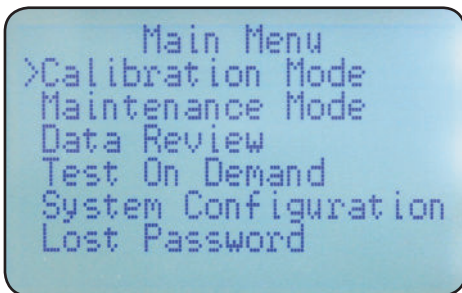 Main Menu
>Calibration Mode
Maintenance Mode
Data Review
Test On Demand
System Configuration
Lost Password